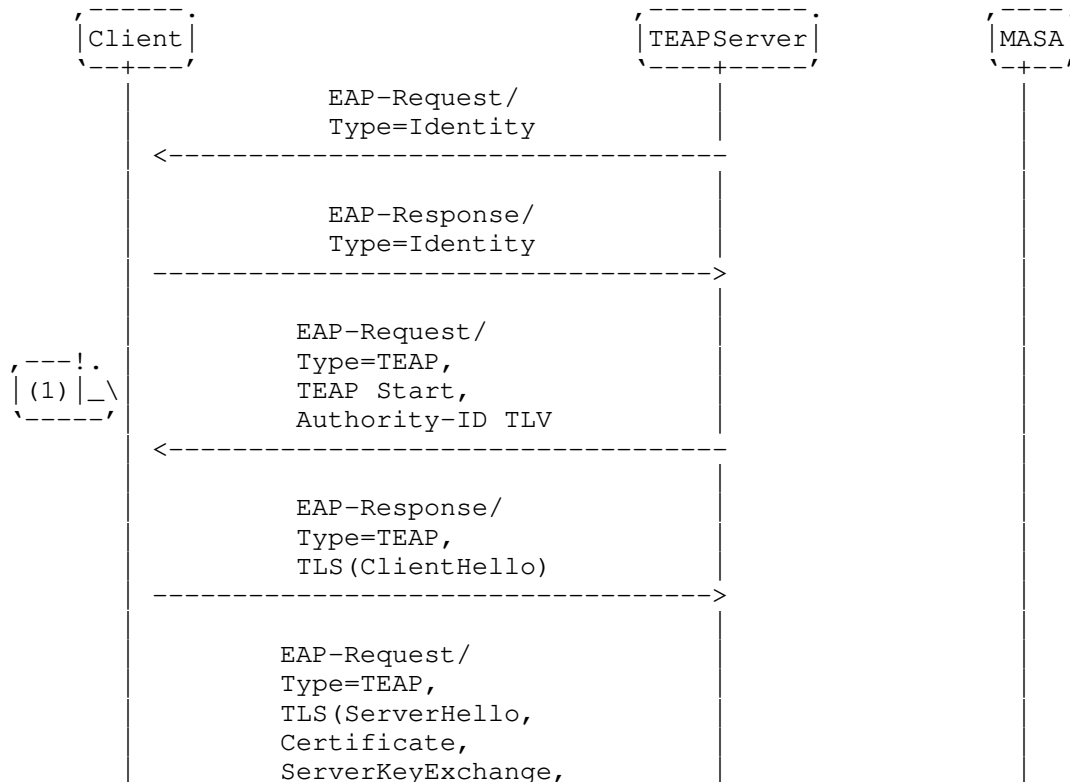 Client TEAPServer MASA
EAP-Request/
Type=Identity
EAP-Response/
Type=Identity
EAP-Request/
Type=TEAP,
(1) TEAP Start,
Authority-ID TLV
EAP-Response/
Type=TEAP,
TLS(ClientHello)
EAP-Request/
Type=TEAP,
TLS(ServerHello,
Certificate,
ServerKeyExchange,